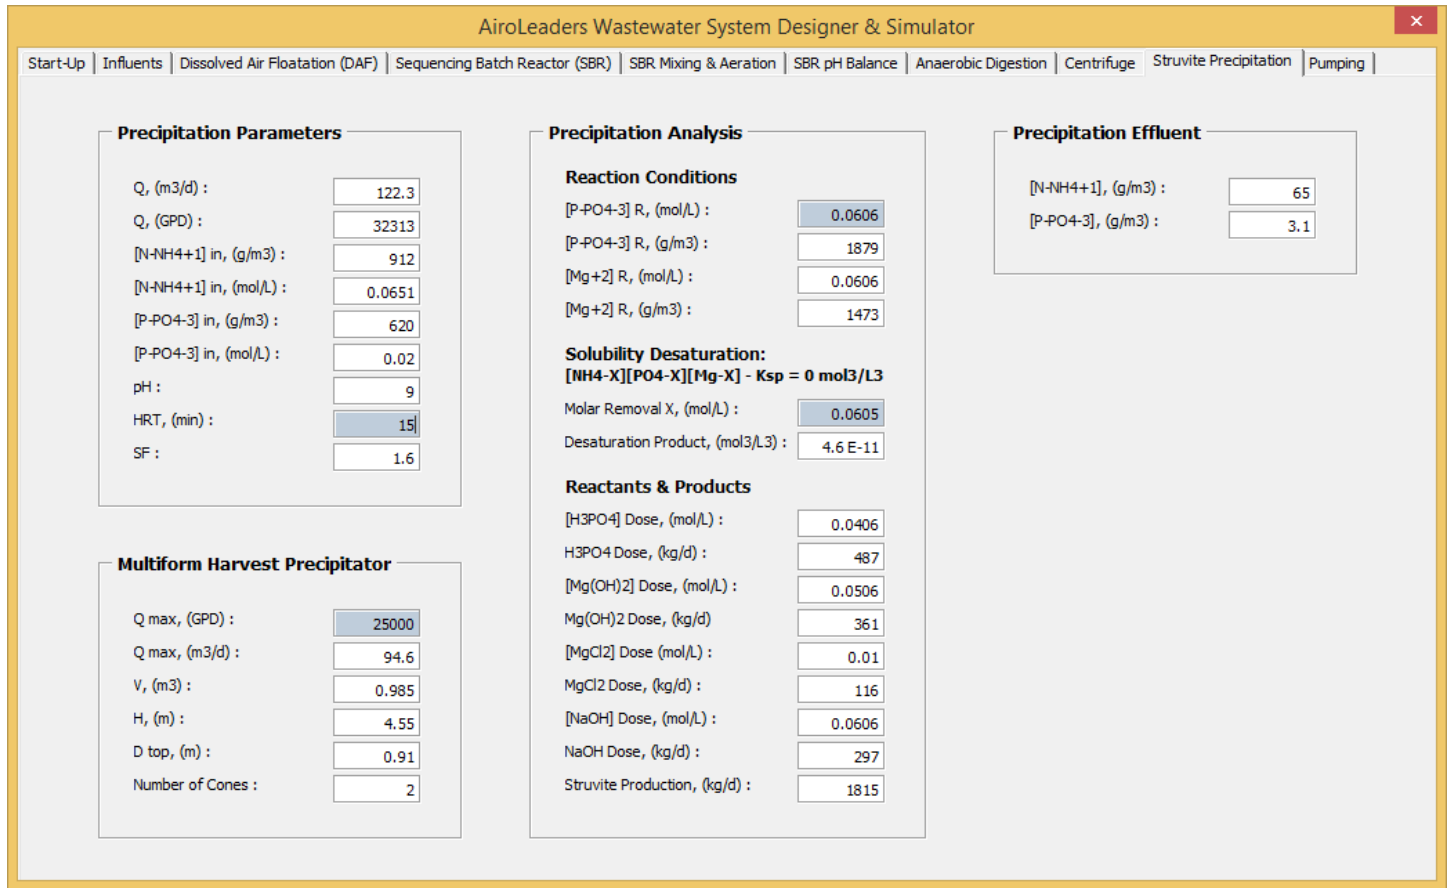 AiroLeaders Wastewater System Designer & Simulator
Start-Up Influents Dissolved Air Floatation (DAF) Sequencing Batch Reactor (SBR) SBR Mixing & Aeration SBR pH Balance Anaerobic Digestion Centrifuge Struvite Precipitation Pumping
Precipitation Parameters
Q, (m3/d) : 122.3
Q, (GPD) : 32313
[N-NH4+1] in, (g/m3) : 912
[N-NH4+1] in, (mol/L) : 0.0651
[P-PO4-3] in, (g/m3) : 620
[P-PO4-3] in, (mol/L) : 0.02
pH : 9
HRT, (min) : 15
SF : 1.6
Multiform Harvest Precipitator
Q max, (GPD) : 25000
Q max, (m3/d) : 94.6
V, (m3) : 0.985
H, (m) : 4.55
D top, (m) : 0.91
Number of Cones : 2
Precipitation Analysis
Reaction Conditions
[P-PO4-3] R, (mol/L) : 0.0606
[P-PO4-3] R, (g/m3) : 1879
[Mg+2] R, (mol/L) : 0.0606
[Mg+2] R, (g/m3) : 1473
Solubility Desaturation:
[NH4-X][PO4-X][Mg-X] - Ksp = 0 mol3/L3
Molar Removal X, (mol/L) : 0.0605
Desaturation Product, (mol3/L3) : 4.6 E-11
Reactants & Products
[H3PO4] Dose, (mol/L) : 0.0406
H3PO4 Dose, (kg/d) : 487
[Mg(OH)2] Dose, (mol/L) : 0.0506
Mg(OH)2 Dose, (kg/d) 361
[MgCl2] Dose (mol/L) : 0.01
MgCl2 Dose, (kg/d) : 116
[NaOH] Dose, (mol/L) : 0.0606
NaOH Dose, (kg/d) : 297
Struvite Production, (kg/d) : 1815
Precipitation Effluent
[N-NH4+1], (g/m3) : 65
[P-PO4-3], (g/m3) : 3.1